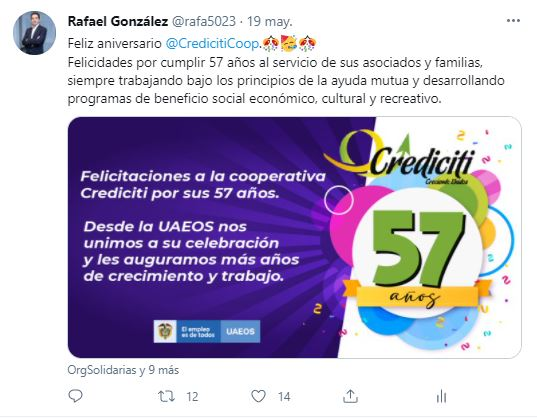 Rafael González @rafa5023 · 19 may.
Feliz aniversario @CredicitiCoop.🎊🥳🎊
Felicidades por cumplir 57 años al servicio de sus asociados y familias,
siempre trabajando bajo los principios de la ayuda mutua y desarrollando
programas de beneficio social económico, cultural y recreativo.
Felicitaciones a la cooperativa
Crediciti por sus 57 años.
Desde la UAEOS nos
unimos a su celebración
y les auguramos más años
de crecimiento y trabajo.
El empleo
es de todos
UAEOS
Crediciti
Creciendo Unidos
57
años
OrgSolidarias y 9 más
12
14